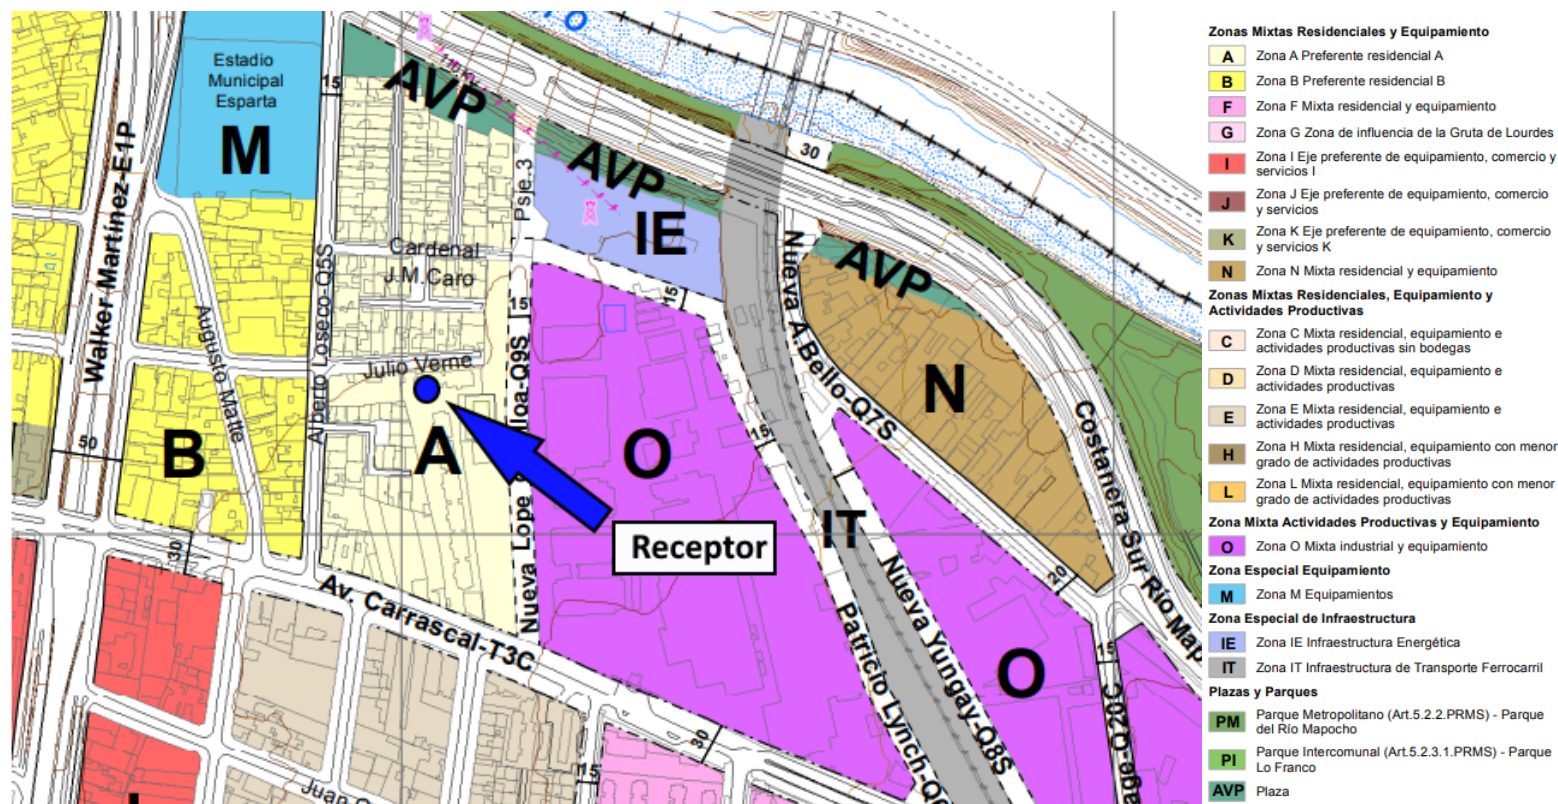 O
Estadio
Municipal
Esparta
M
15
AVP
110 KV
AVP
30
Psje.3
IE
Walker Martínez-E1P
Cardenal
J.M.Caro
15
15
AVP
Nueva A.Bello-Q7S
Augusto Matte
Alberto Loseco-Q5S
Julio Verne
N
50
B
A
O
15
Costanera Sur Río Map
Receptor
IT
30
20
Av. Carrascal-T3C
Nueva Lope
lloa-Q9S
Patricio Lynch-Q6
Nueva Yungay-Q8S
O
15
30
15
Juan
Zonas Mixtas Residenciales y Equipamiento
A Zona A Preferente residencial A
B Zona B Preferente residencial B
F Zona F Mixta residencial y equipamiento
G Zona G Zona de influencia de la Gruta de Lourdes
I Zona I Eje preferente de equipamiento, comercio y
servicios I
J Zona J Eje preferente de equipamiento, comercio
y servicios
K Zona K Eje preferente de equipamiento, comercio
y servicios K
N Zona N Mixta residencial y equipamiento
Zonas Mixtas Residenciales, Equipamiento y
Actividades Productivas
C Zona C Mixta residencial, equipamiento e
actividades productivas sin bodegas
D Zona D Mixta residencial, equipamiento e
actividades productivas
E Zona E Mixta residencial, equipamiento e
actividades productivas
H Zona H Mixta residencial, equipamiento con menor
grado de actividades productivas
L Zona L Mixta residencial, equipamiento con menor
grado de actividades productivas
Zona Mixta Actividades Productivas y Equipamiento
O Zona O Mixta industrial y equipamiento
Zona Especial Equipamiento
M Zona M Equipamientos
Zona Especial de Infraestructura
IE Zona IE Infraestructura Energética
IT Zona IT Infraestructura de Transporte Ferrocarril
Plazas y Parques
PM Parque Metropolitano (Art.5.2.2.PRMS) - Parque
del Río Mapocho
PI Parque Intercomunal (Art.5.2.3.1.PRMS) - Parque
Lo Franco
AVP Plaza